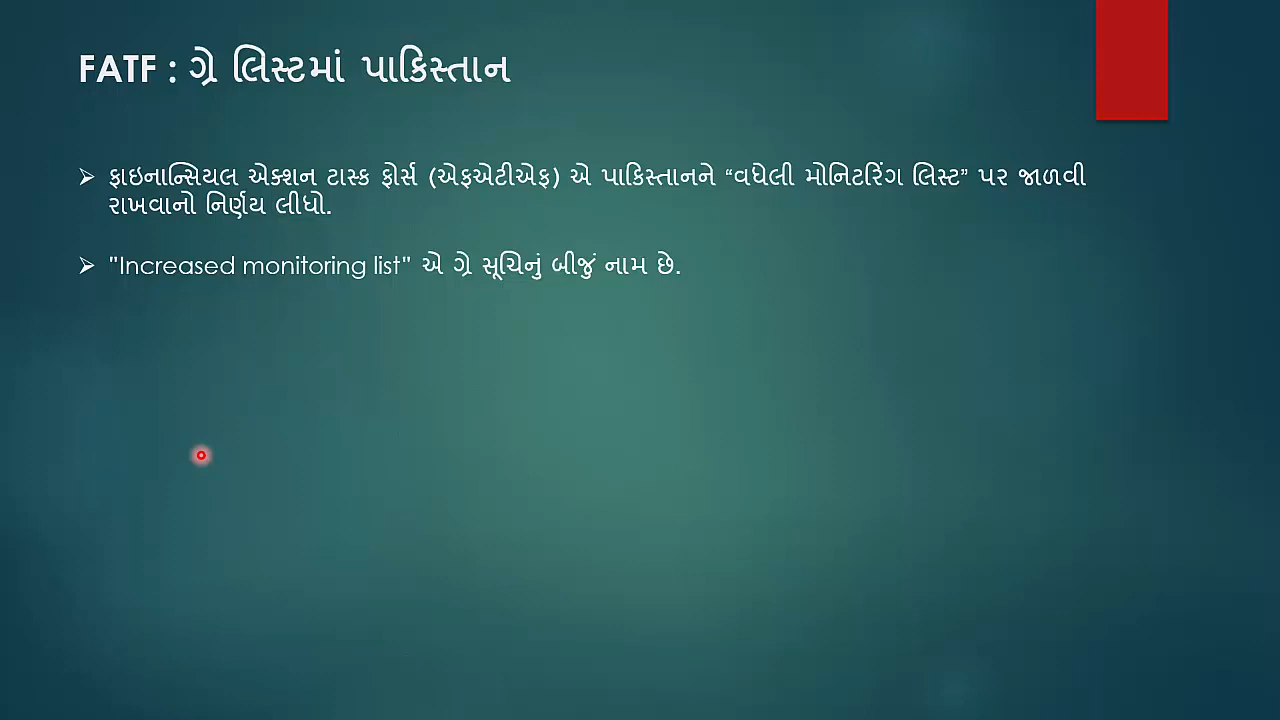 FATF : ગ્રે લિસ્ટમાં પાકિસ્તાન
ફાઇનાન્સિયલ એક્શન ટાસ્ક ફોર્સ (એફએટીએફ) એ પાકિસ્તાનને “વધેલી મોનિટરિંગ લિસ્ટ” પર જાળવી
રાખવાનો નિર્ણય લીધો.
"Increased monitoring list" એ ગ્રે સૂચિનું બીજું નામ છે.